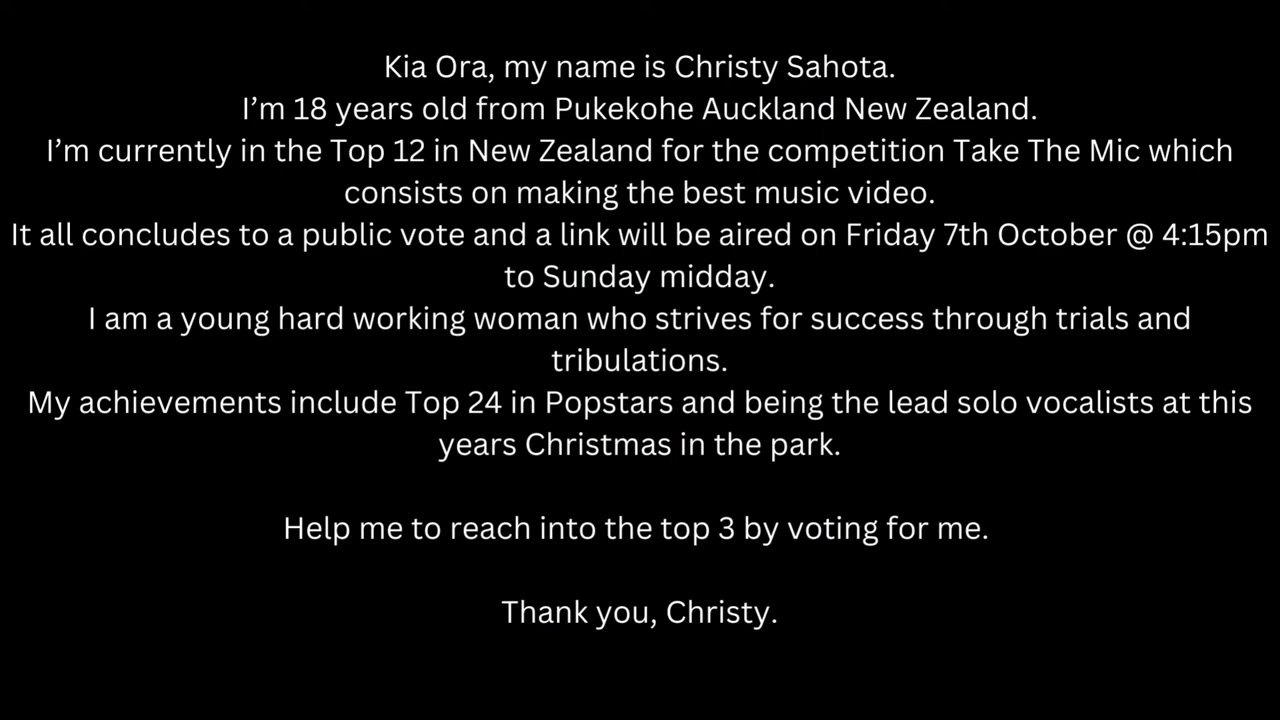 Kia Ora, my name is Christy Sahota.
I'm 18 years old from Pukekohe Auckland New Zealand.
I'm currently in the Top 12 in New Zealand for the competition Take The Mic which
consists on making the best music video.
It all concludes to a public vote and a link will be aired on Friday 7th October @ 4:15pm
to Sunday midday.
I am a young hard working woman who strives for success through trials and
tribulations.
My achievements include Top 24 in Popstars and being the lead solo vocalists at this
years Christmas in the park.
Help me to reach into the top 3 by voting for me.
Thank you, Christy.